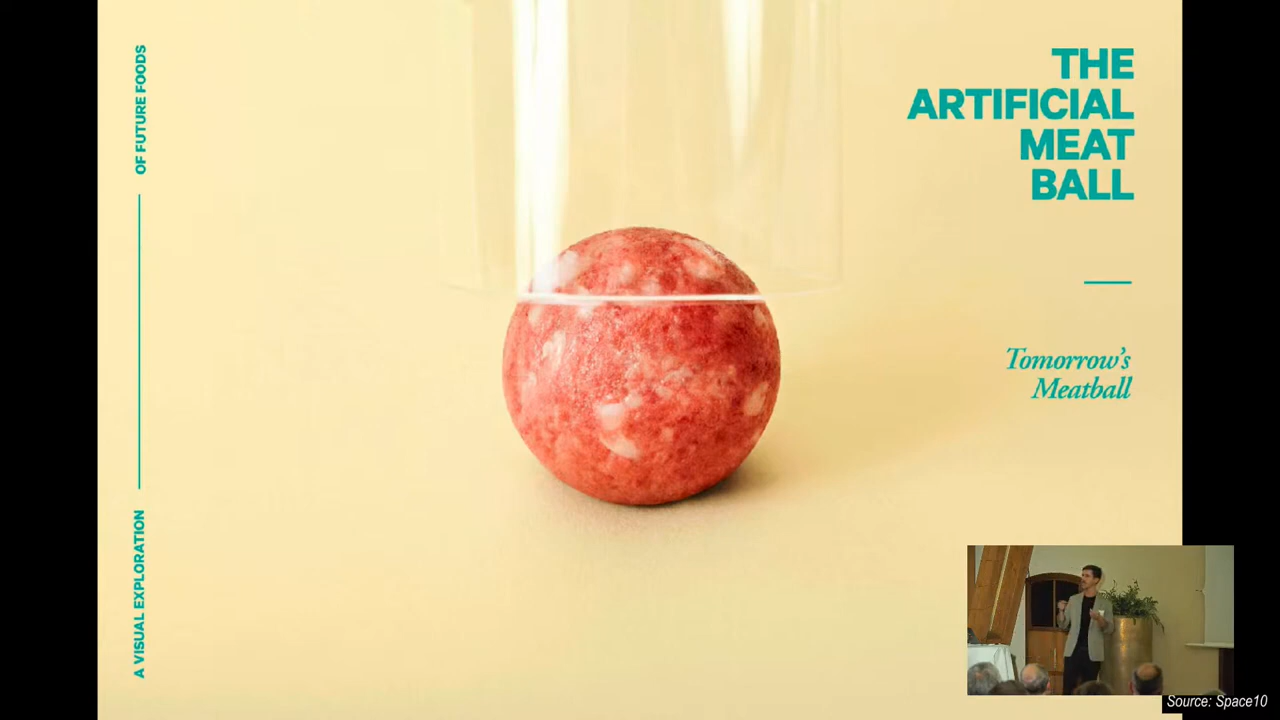 THE
ARTIFICIAL
MEAT
BALL
Tomorrow's
Meatball
A VISUAL EXPLORATION
OF FUTURE FOODS
Source: Space10